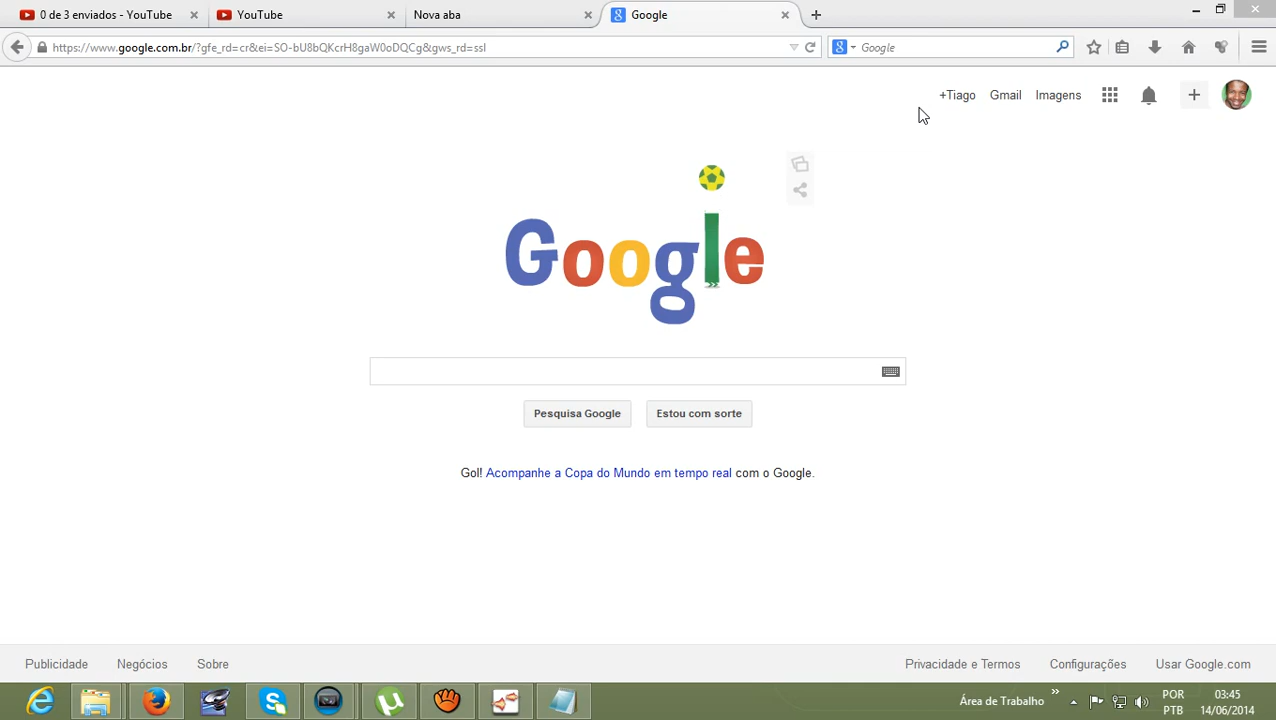 0 de 3 enviados - YouTube
YouTube
Nova aba
Google
https://www.google.com.br/?gfe_rd=cr&ei=SO-bU8bQKcrH8gaW0oDQCg&gws_rd=ssl
Google
+Tiago Gmail Imagens
Google
Pesquisa Google Estou com sorte
Gol! Acompanhe a Copa do Mundo em tempo real com o Google.
Publicidade Negócios Sobre Privacidade e Termos Configurações Usar Google.com
Área de Trabalho
POR
PTB
03:45
14/06/2014